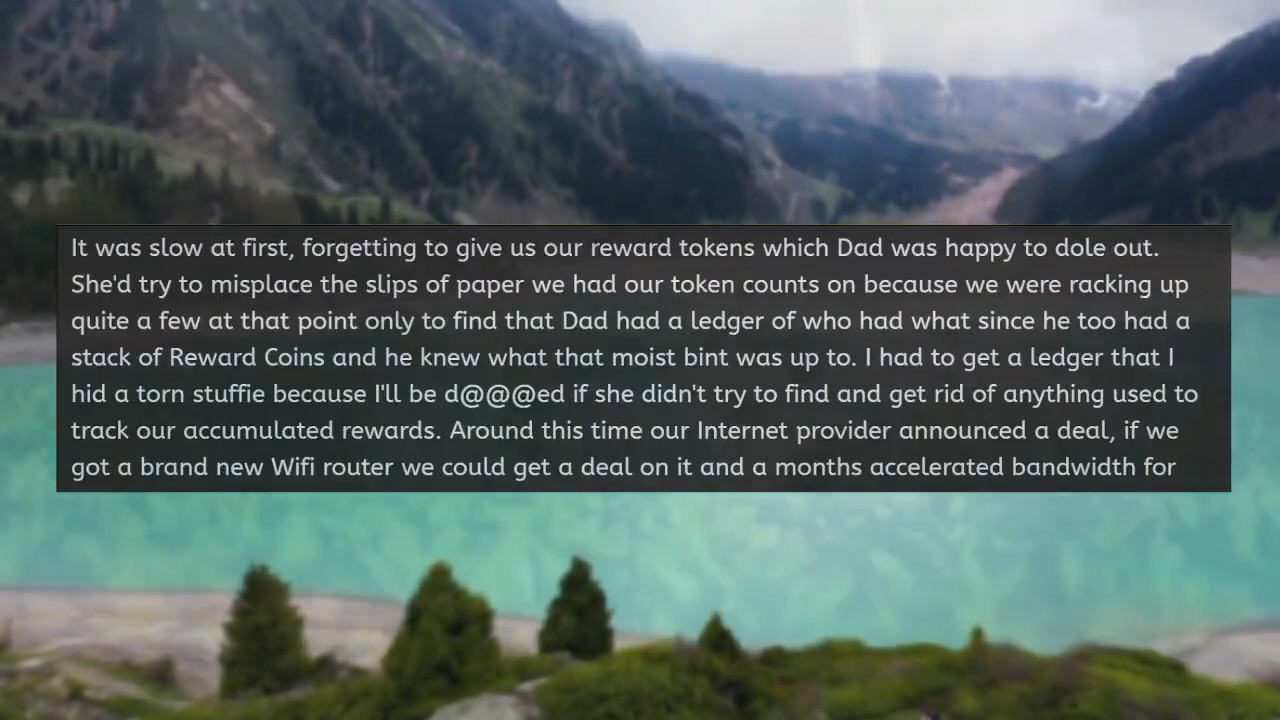 It was slow at first, forgetting to give us our reward tokens which Dad was happy to dole out.
She'd try to misplace the slips of paper we had our token counts on because we were racking up
quite a few at that point only to find that Dad had a ledger of who had what since he too had a
stack of Reward Coins and he knew what that moist bint was up to. I had to get a ledger that I
hid a torn stuffie because I'll be d@@@ed if she didn't try to find and get rid of anything used to
track our accumulated rewards. Around this time our Internet provider announced a deal, if we
got a brand new Wifi router we could get a deal on it and a months accelerated bandwidth for